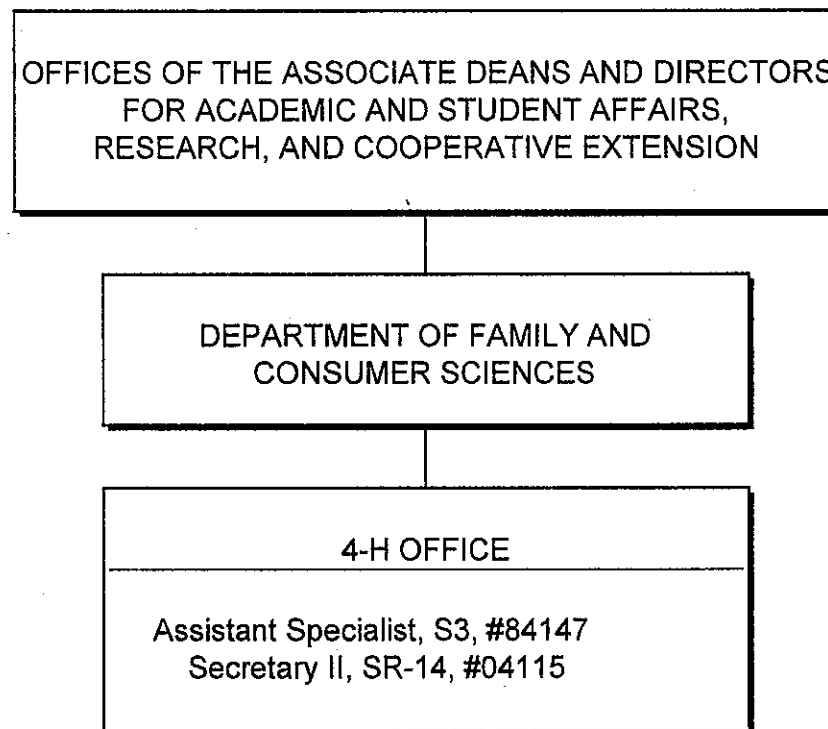 OFFICES OF THE ASSOCIATE DEANS AND DIRECTORS
FOR ACADEMIC AND STUDENT AFFAIRS,
RESEARCH, AND COOPERATIVE EXTENSION
DEPARTMENT OF FAMILY AND
CONSUMER SCIENCES
4-H OFFICE
Assistant Specialist, S3, #84147
Secretary II, SR-14, #04115